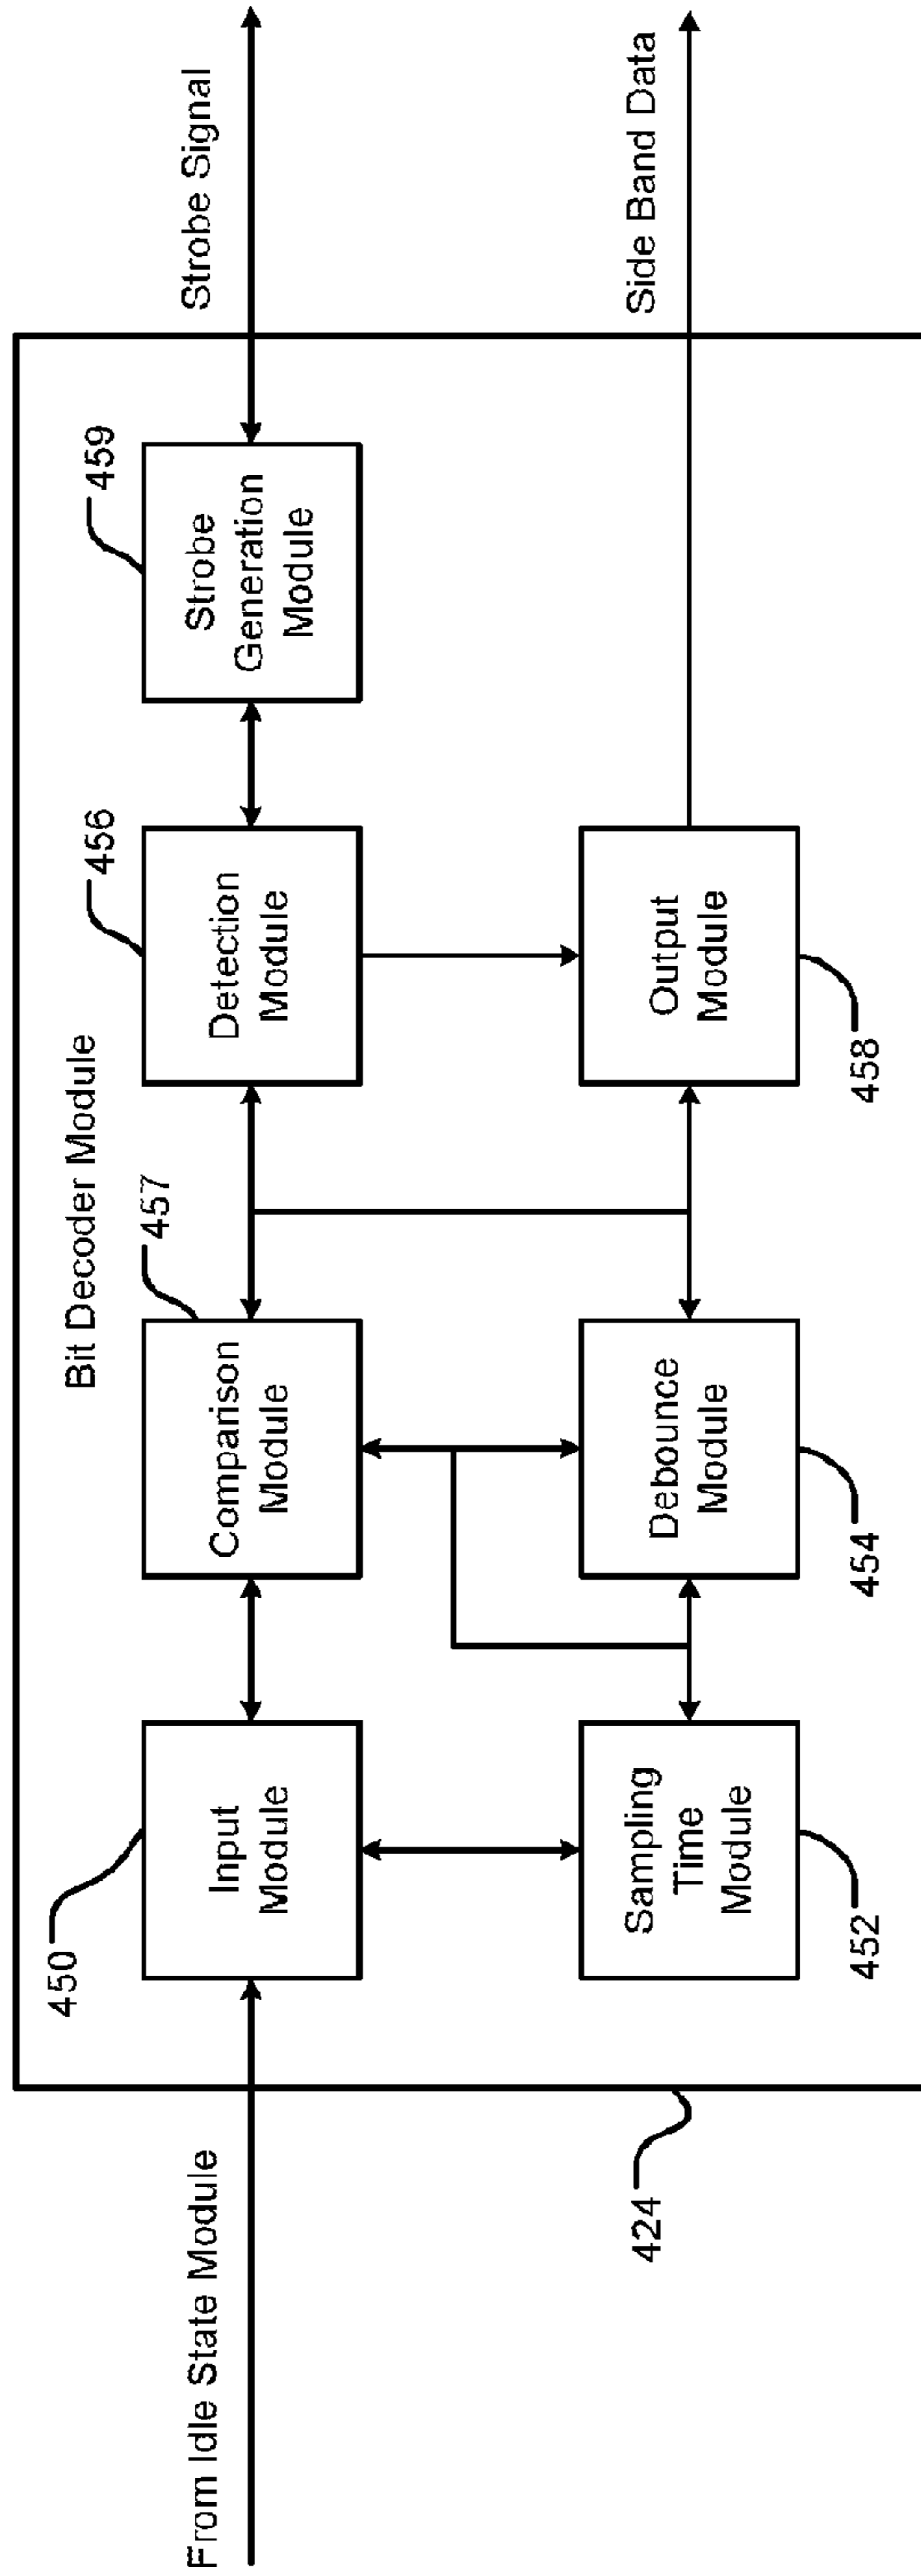 Bit Decoder Module
From Idle State Module
450
Input
Module
457
Comparison
Module
456
Detection
Module
459
Strobe
Generation
Module
Strobe Signal
Sampling
Time
Module
452
Debounce
Module
454
Output
Module
458
Side Band Data
424